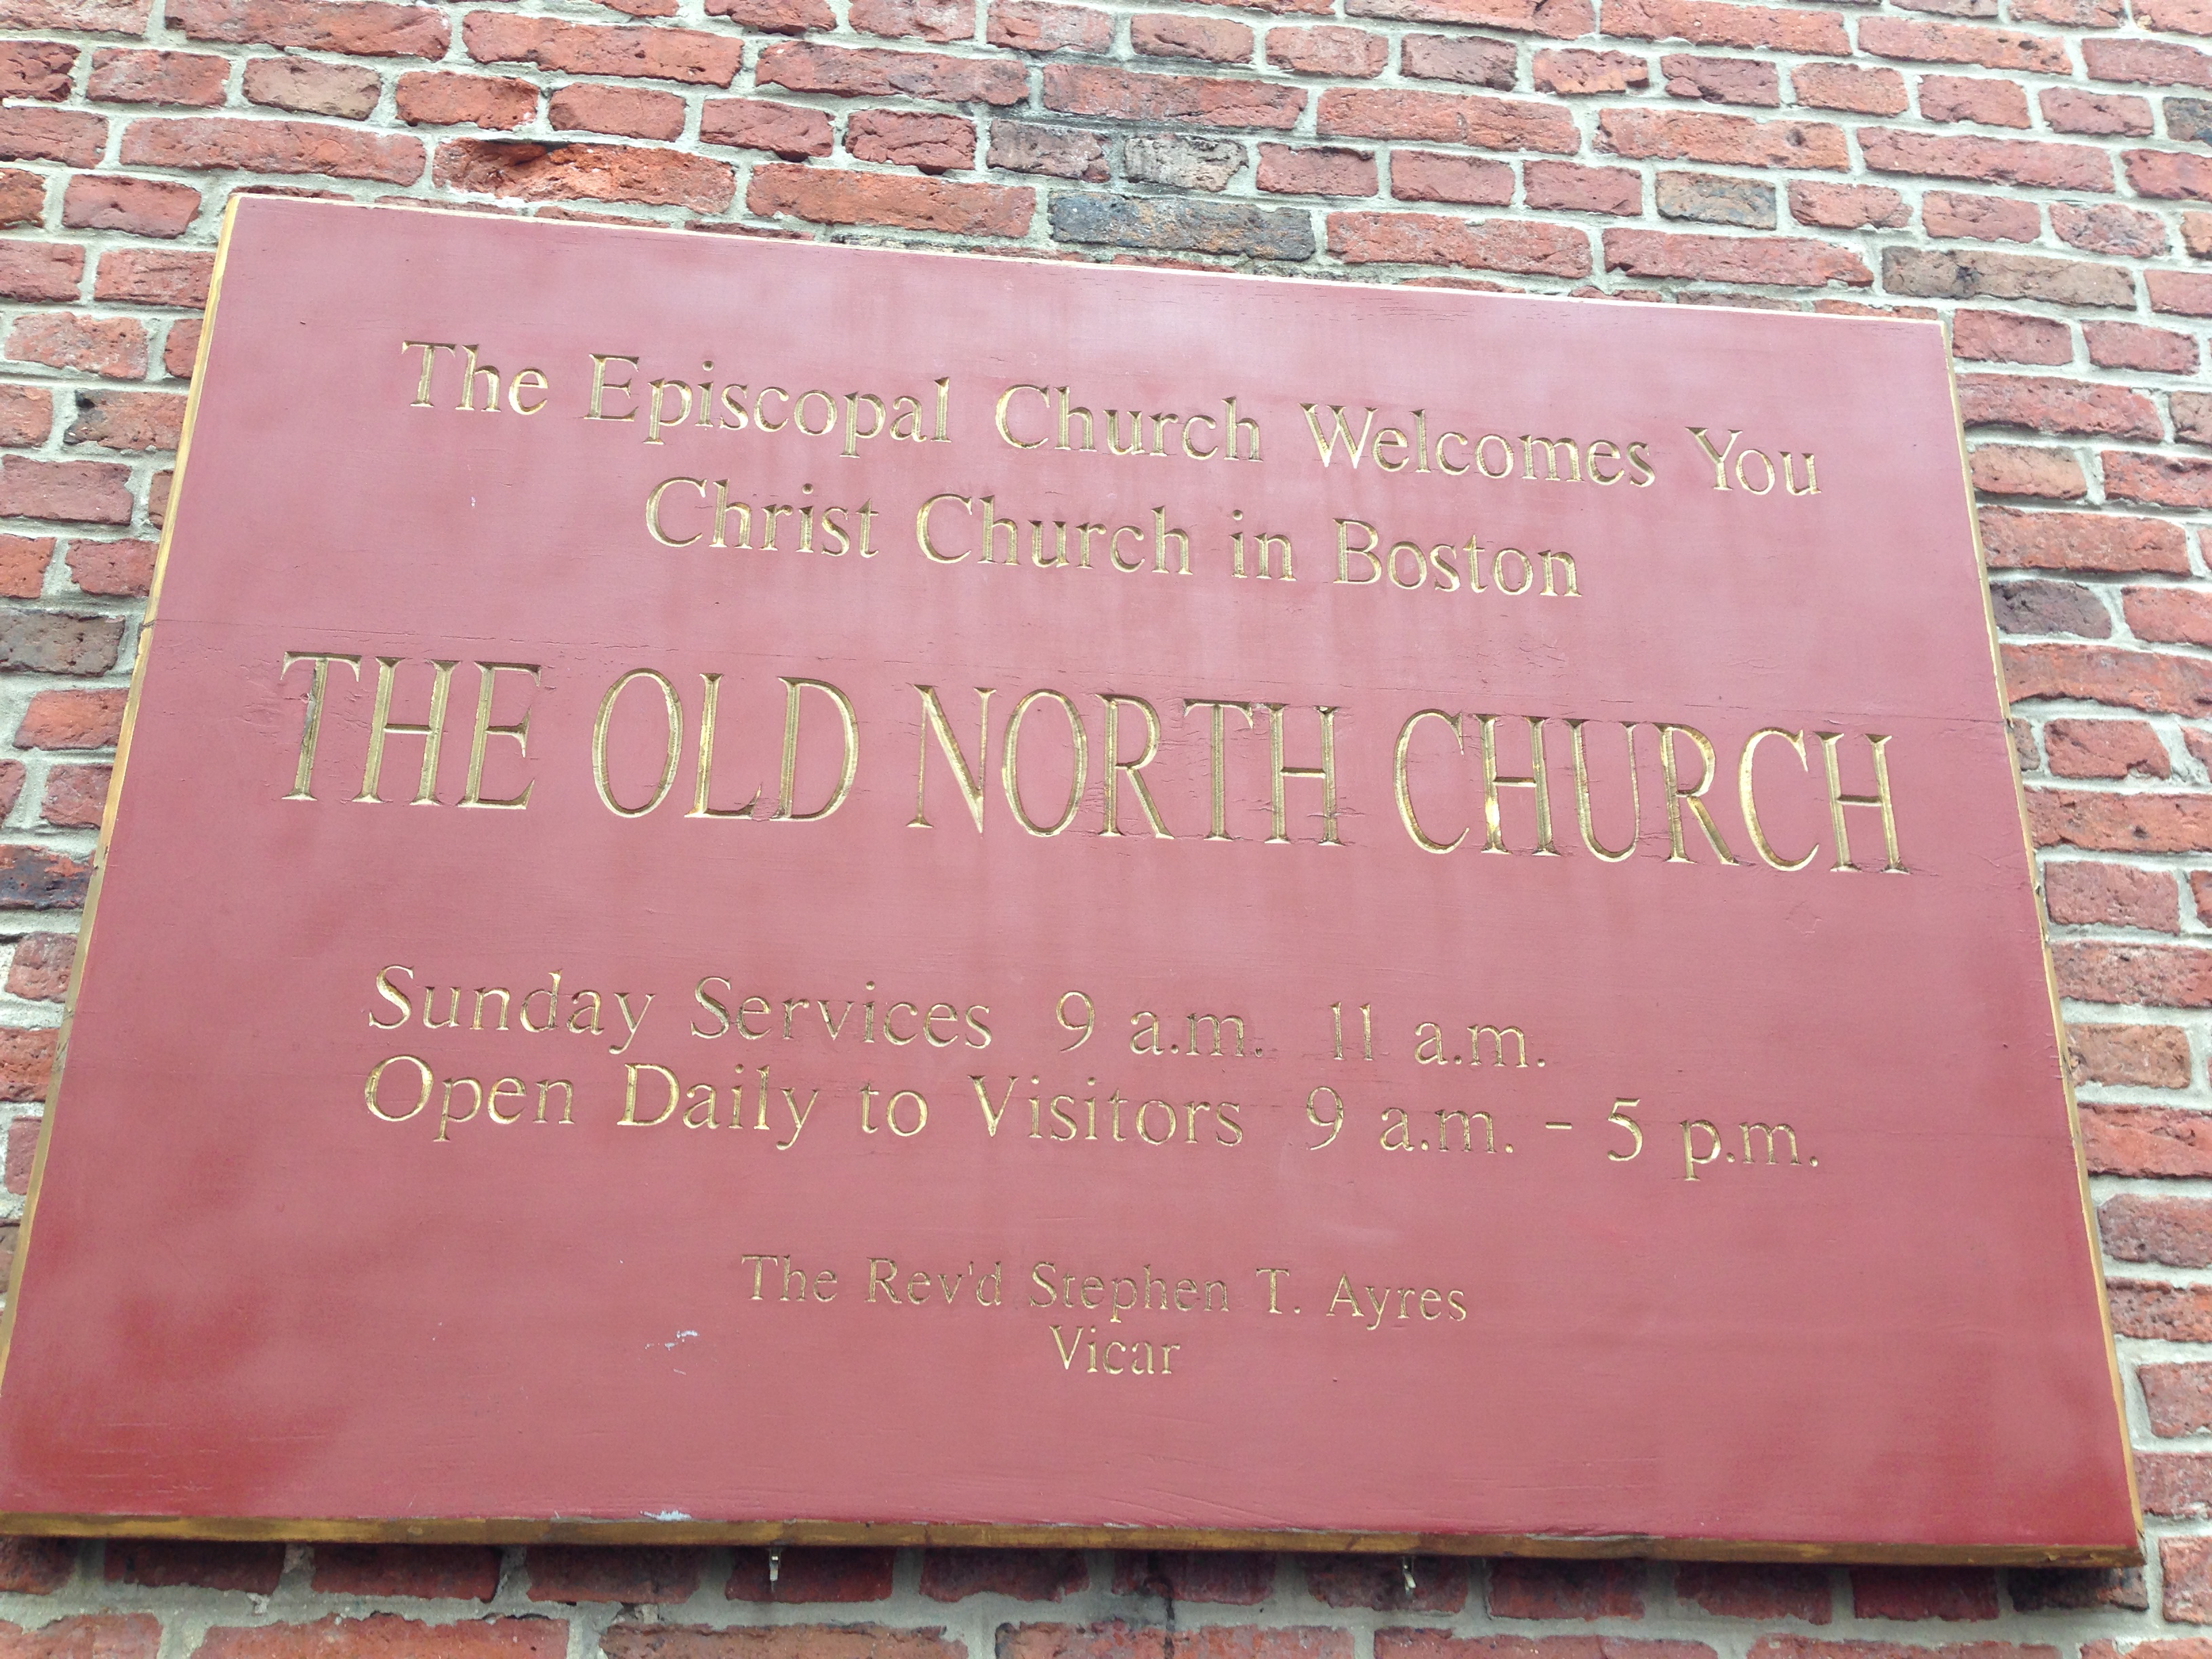 The Episcopal Church Welcomes You
Christ Church in Boston
THE OLD NORTH CHURCH
Sunday Services 9 a.m. 11 a.m.
Open Daily to Visitors 9 a.m. - 5 p.m.
The Rev'd Stephen T. Ayres
Vicar